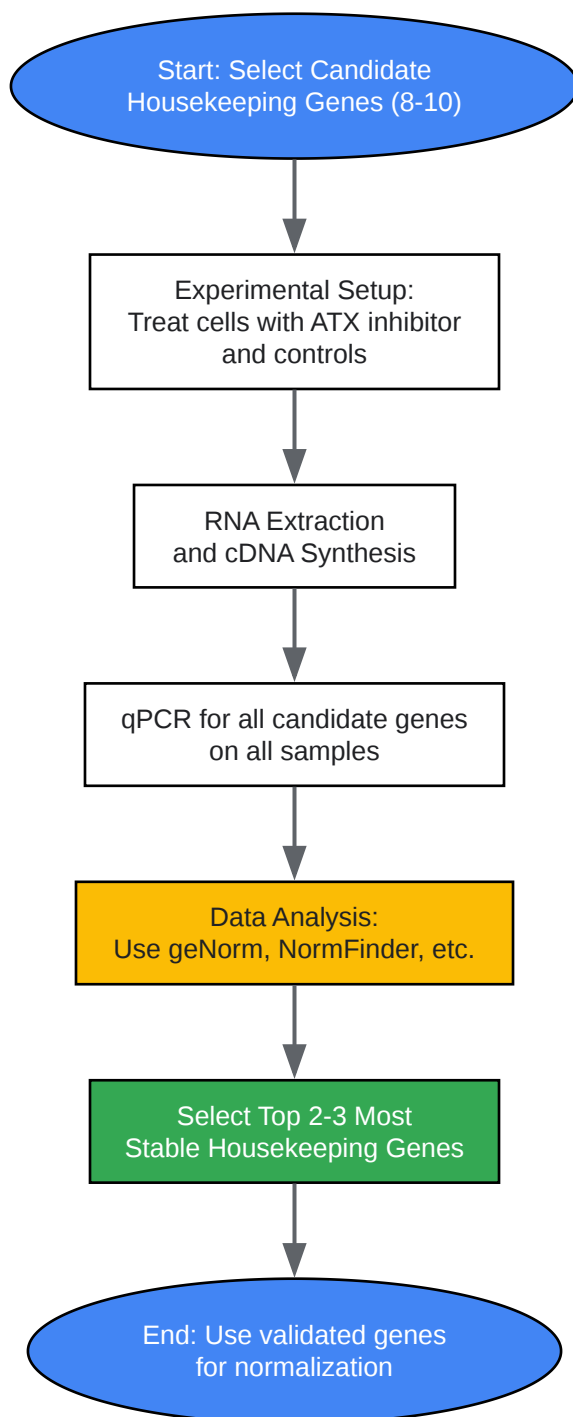 Start: Select Candidate
Housekeeping Genes (8-10)
Experimental Setup:
Treat cells with ATX inhibitor
and controls
RNA Extraction
and cDNA Synthesis
qPCR for all candidate genes
on all samples
Data Analysis:
Use geNorm, NormFinder, etc.
Select Top 2-3 Most
Stable Housekeeping Genes
End: Use validated genes
for normalization